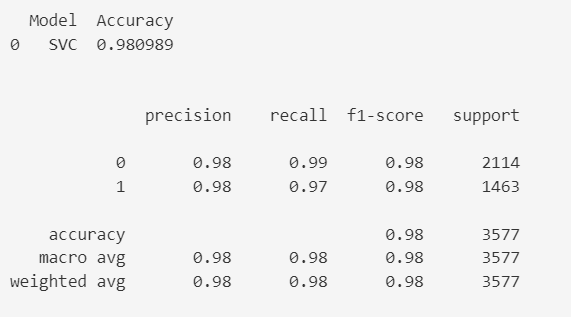 Model Accuracy
0 SVC 0.980989
precision recall f1-score support
0 0.98 0.99 0.98 2114
1 0.98 0.97 0.98 1463
accuracy 0.98 3577
macro avg 0.98 0.98 0.98 3577
weighted avg 0.98 0.98 0.98 3577